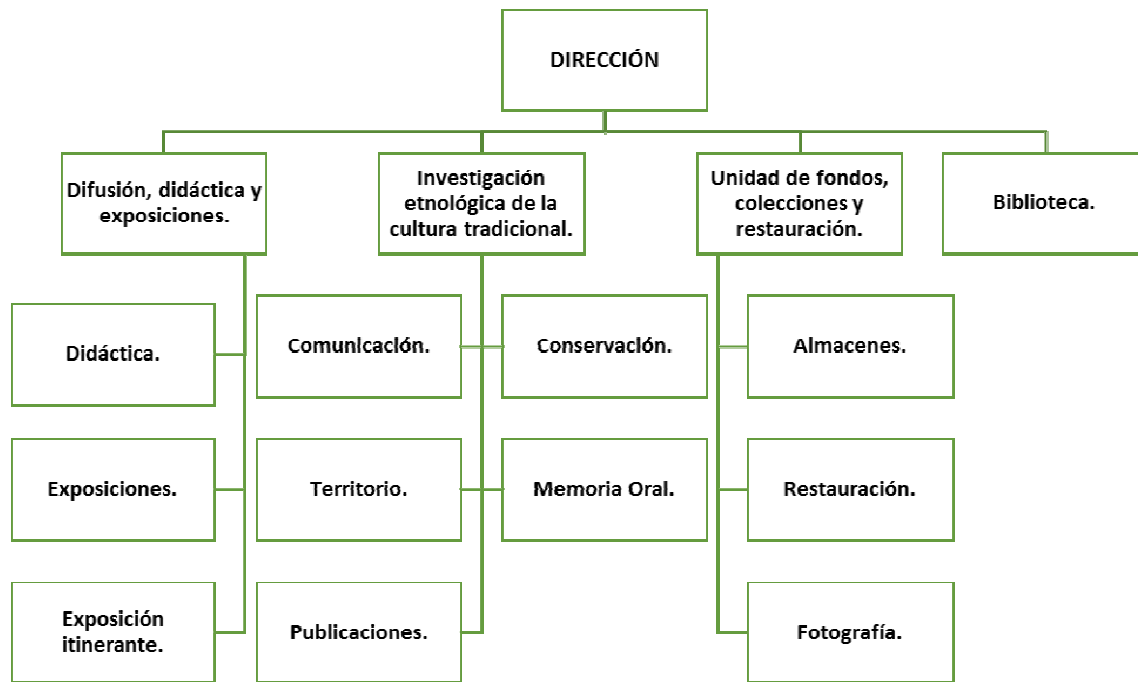 DIRECCIÓN
Difusión, didáctica y
exposiciones.
Investigación
etnológica de la
cultura tradicional.
Unidad de fondos,
colecciones y
restauración.
Biblioteca.
Didáctica.
Comunicación.
Conservación.
Almacenes.
Exposiciones.
Territorio.
Memoria Oral.
Restauración.
Exposición
itinerante.
Publicaciones.
Fotografía.